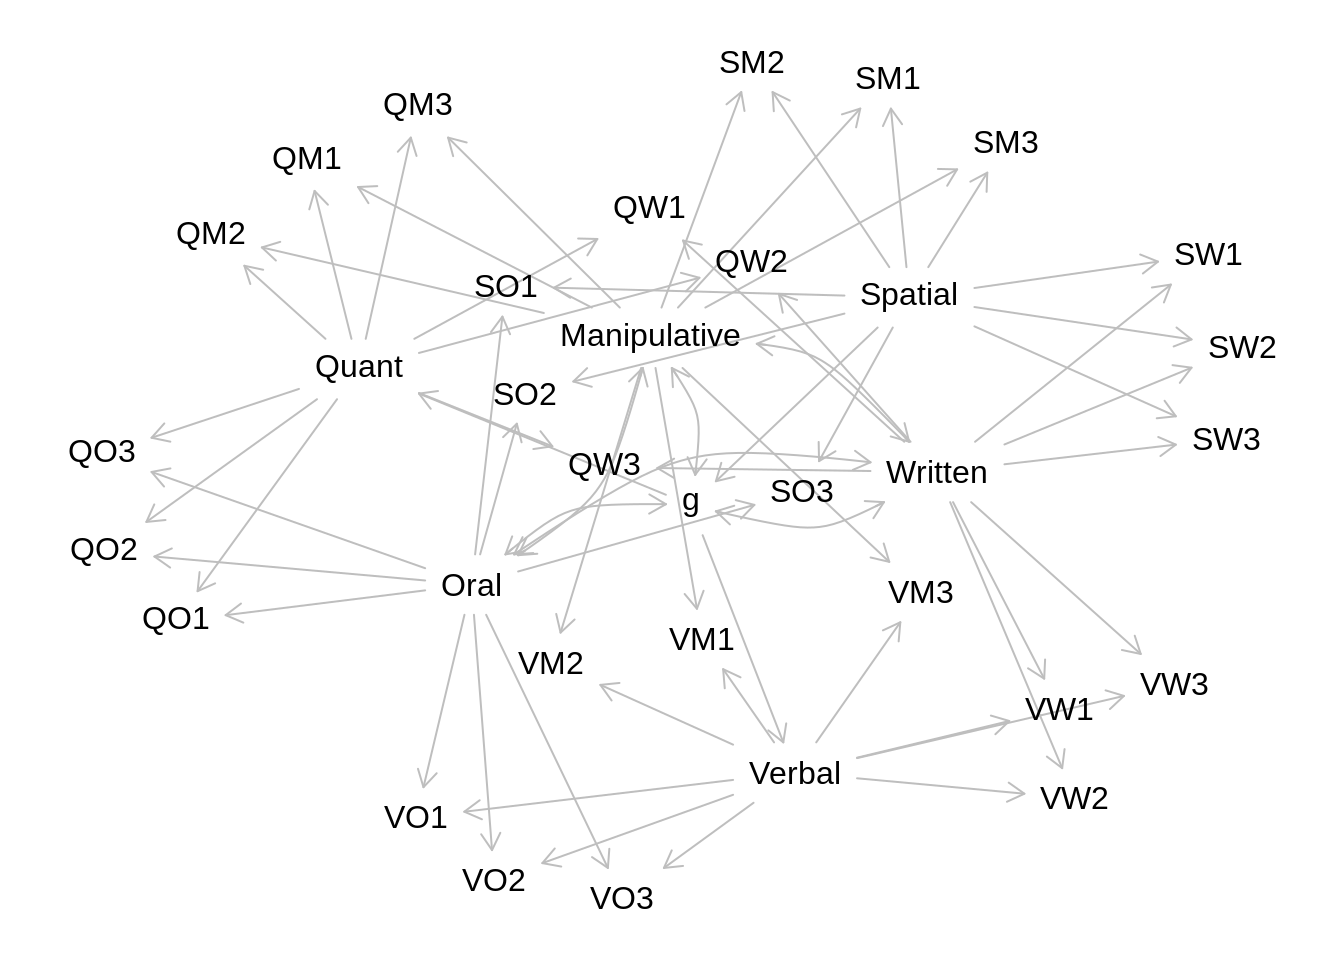 SM2
SM1
QM3
SM3
QM1
QW1
QM2
SW1
QW2
SO1
Spatial
Manipulative
SW2
Quant
SO2
SW3
QO3
QW3
Written
SO3
g
QO2
Oral
VM3
QO1
VM1
VM2
VW3
VW1
Verbal
VW2
VO1
VO2
VO3